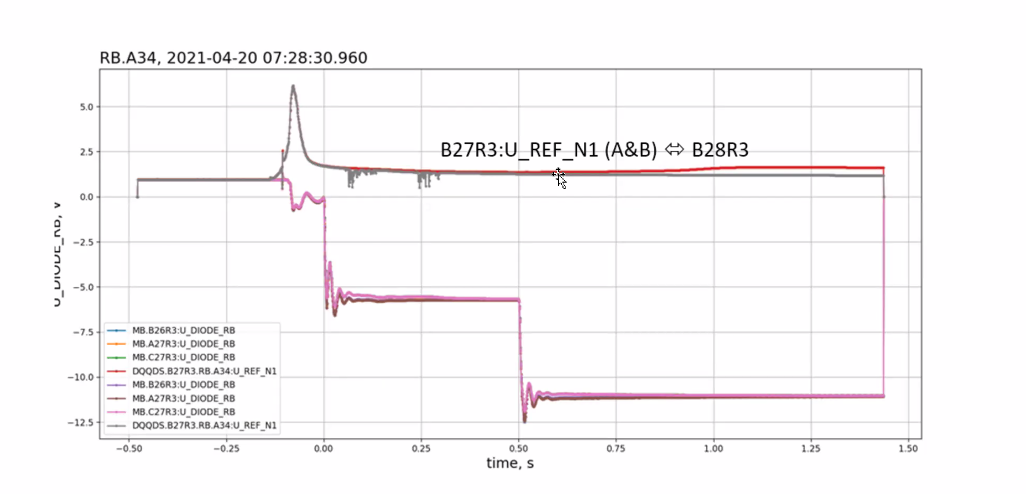 RB.A34, 2021-04-20 07:28:30.960
B27R3:U_REF_N1 (A&B) ⇔ B28R3
U_DIODE_RB, V
5.0
2.5
0.0
−2.5
−5.0
−7.5
−10.0
−12.5
MB.B26R3:U_DIODE_RB
MB.A27R3:U_DIODE_RB
MB.C27R3:U_DIODE_RB
DQQDS.B27R3.RB.A34:U_REF_N1
MB.B26R3:U_DIODE_RB
MB.A27R3:U_DIODE_RB
MB.C27R3:U_DIODE_RB
DQQDS.B27R3.RB.A34:U_REF_N1
−0.50 −0.25 0.00 0.25 0.50 0.75 1.00 1.25 1.50
time, s